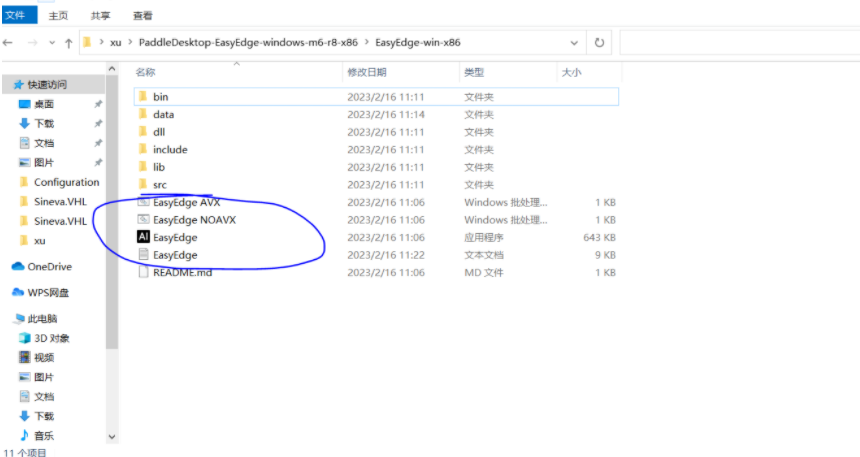 文件 主页 共享 查看
xu > PaddleDesktop-EasyEdge-windows-m6-r8-x86 > EasyEdge-win-x86
名称 修改日期 类型 大小
快速访问
桌面
下载
文档
图片
Configuration
Sineva.VHL
Sineva.VHL
xu
OneDrive
WPS网盘
此电脑
3D 对象
视频
图片
文档
下载
音乐
bin 2023/2/16 11:11 文件夹
data 2023/2/16 11:14 文件夹
dll 2023/2/16 11:11 文件夹
include 2023/2/16 11:11 文件夹
lib 2023/2/16 11:11 文件夹
src 2023/2/16 11:11 文件夹
EasyEdge AVX 2023/2/16 11:06 Windows 批处理... 1 KB
EasyEdge NOAVX 2023/2/16 11:06 Windows 批处理... 1 KB
AI EasyEdge 2023/2/16 11:06 应用程序 643 KB
EasyEdge 2023/2/16 11:22 文本文档 9 KB
README.md 2023/2/16 11:06 MD 文件 1 KB
11 个项目